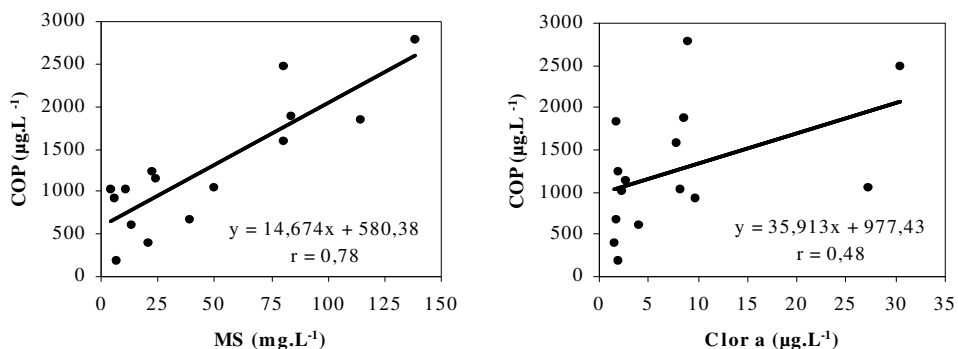 3000
2500
2000
1500
1000
500
0
COP (µg.L⁻¹)
y = 14,674x + 580,38
r = 0,78
0 25 50 75 100 125 150
MS (mg.L⁻¹)
3000
2500
2000
1500
1000
500
0
COP (µg.L⁻¹)
y = 35,913x + 977,43
r = 0,48
0 5 10 15 20 25 30 35
Clor a (µg.L⁻¹)